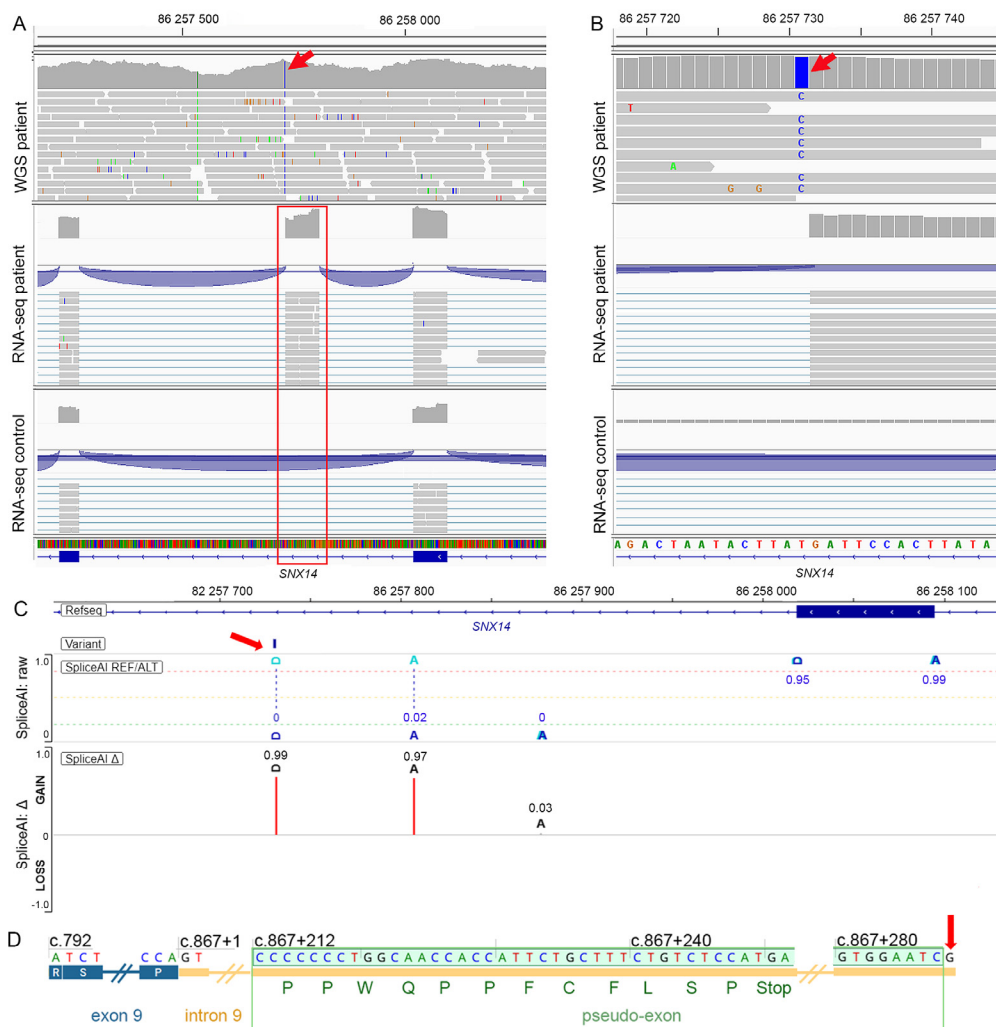 A
86 257 500
86 258 000
B
86 257 720
86 257 730
86 257 740
WGS patient
WGS patient
C
T
C
C
C
C
A
C
G G C
RNA-seq patient
RNA-seq patient
RNA-seq control
RNA-seq control
A G A C T A A T A C T T A T G A T T C C A C T T A T A
SNX14
SNX14
C
82 257 700
86 257 800
86 257 900
86 258 000
86 258 100
Refseq
SNX14
Variant
SpliceAI REF/ALT
1.0
D A D A
0.95 0.99
SpliceAI: raw
0 0.02 0
0
D A A
SpliceAI Δ
1.0
0.99 0.97
D A
0.03
A
SpliceAI: Δ
GAIN
0
LOSS
-1.0
D
c.792
c.867+1
c.867+212
c.867+240
c.867+280
A T C T C C A G T C C C C C C C T G G C A A C C A C C A T T C T G C T T T C T G T C T C C A T G A G T G G A A T C G
R S P
P P W Q P P F C F L S P Stop
exon 9
intron 9
pseudo-exon